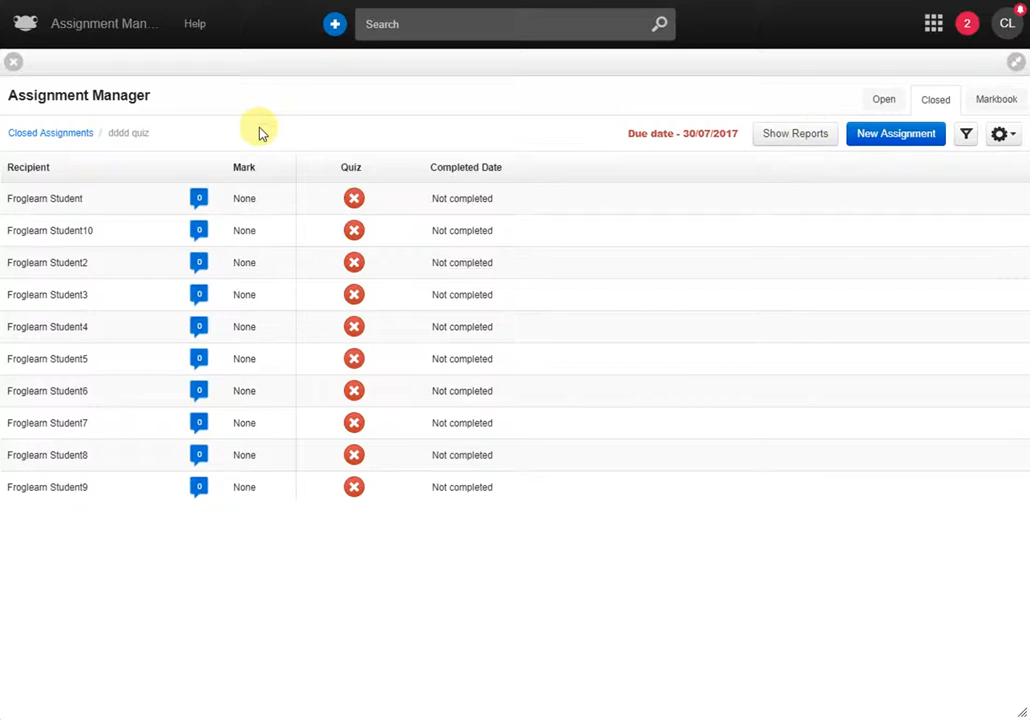 Assignment Man... Help Search 2 CL
Assignment Manager Open Closed Markbook
Closed Assignments / dddd quiz Due date - 30/07/2017 Show Reports New Assignment
Recipient Mark Quiz Completed Date
Froglearn Student 0 None Not completed
Froglearn Student10 0 None Not completed
Froglearn Student2 0 None Not completed
Froglearn Student3 0 None Not completed
Froglearn Student4 0 None Not completed
Froglearn Student5 0 None Not completed
Froglearn Student6 0 None Not completed
Froglearn Student7 0 None Not completed
Froglearn Student8 0 None Not completed
Froglearn Student9 0 None Not completed